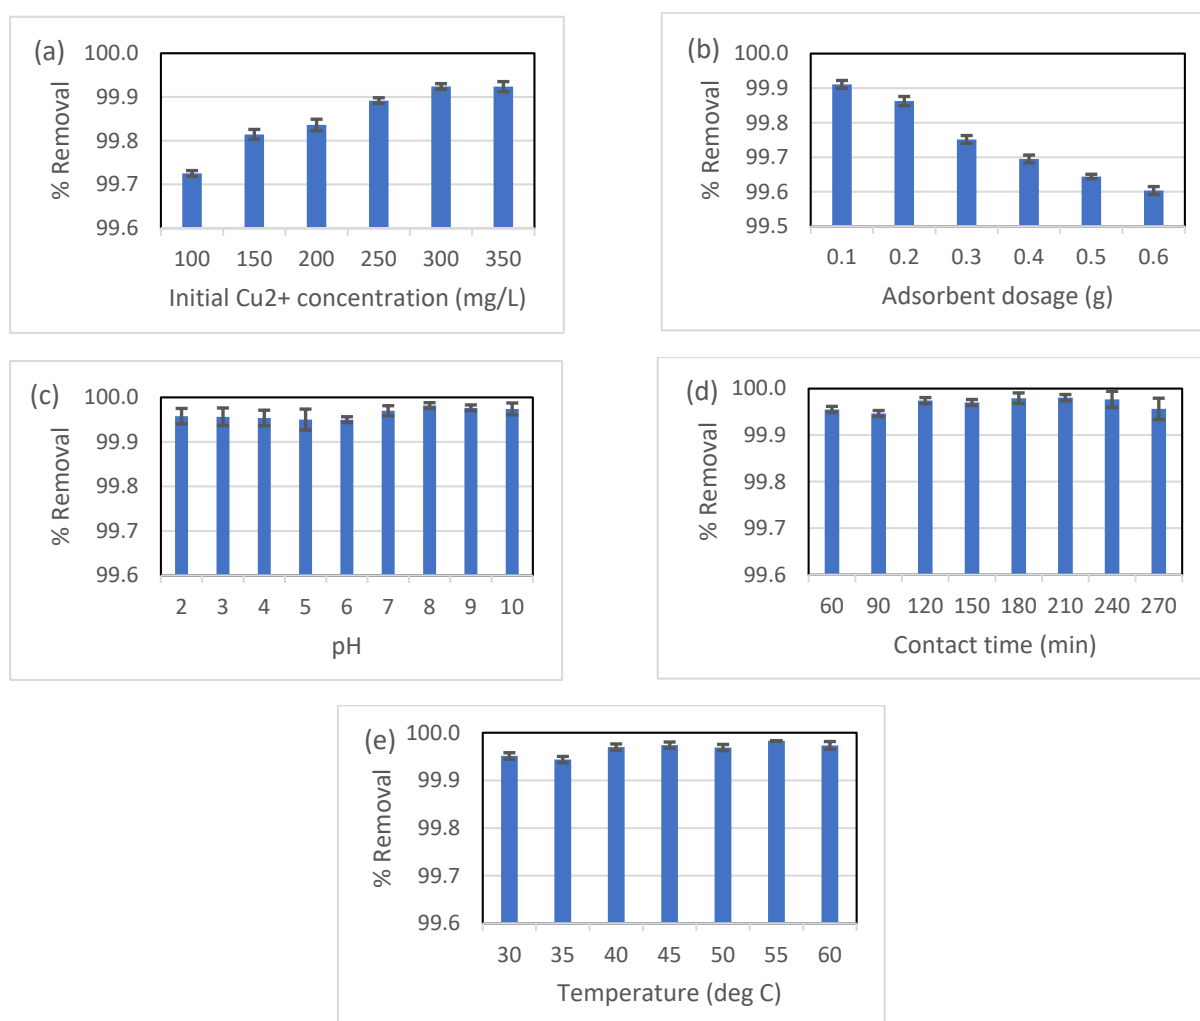 (a)
% Removal
100.0
99.9
99.8
99.7
99.6
100 150 200 250 300 350
Initial Cu2+ concentration (mg/L)
(b)
% Removal
100.0
99.9
99.8
99.7
99.6
99.5
0.1 0.2 0.3 0.4 0.5 0.6
Adsorbent dosage (g)
(c)
% Removal
100.0
99.9
99.8
99.7
99.6
2 3 4 5 6 7 8 9 10
pH
(d)
% Removal
100.0
99.9
99.8
99.7
99.6
60 90 120 150 180 210 240 270
Contact time (min)
(e)
% Removal
100.0
99.9
99.8
99.7
99.6
30 35 40 45 50 55 60
Temperature (deg C)